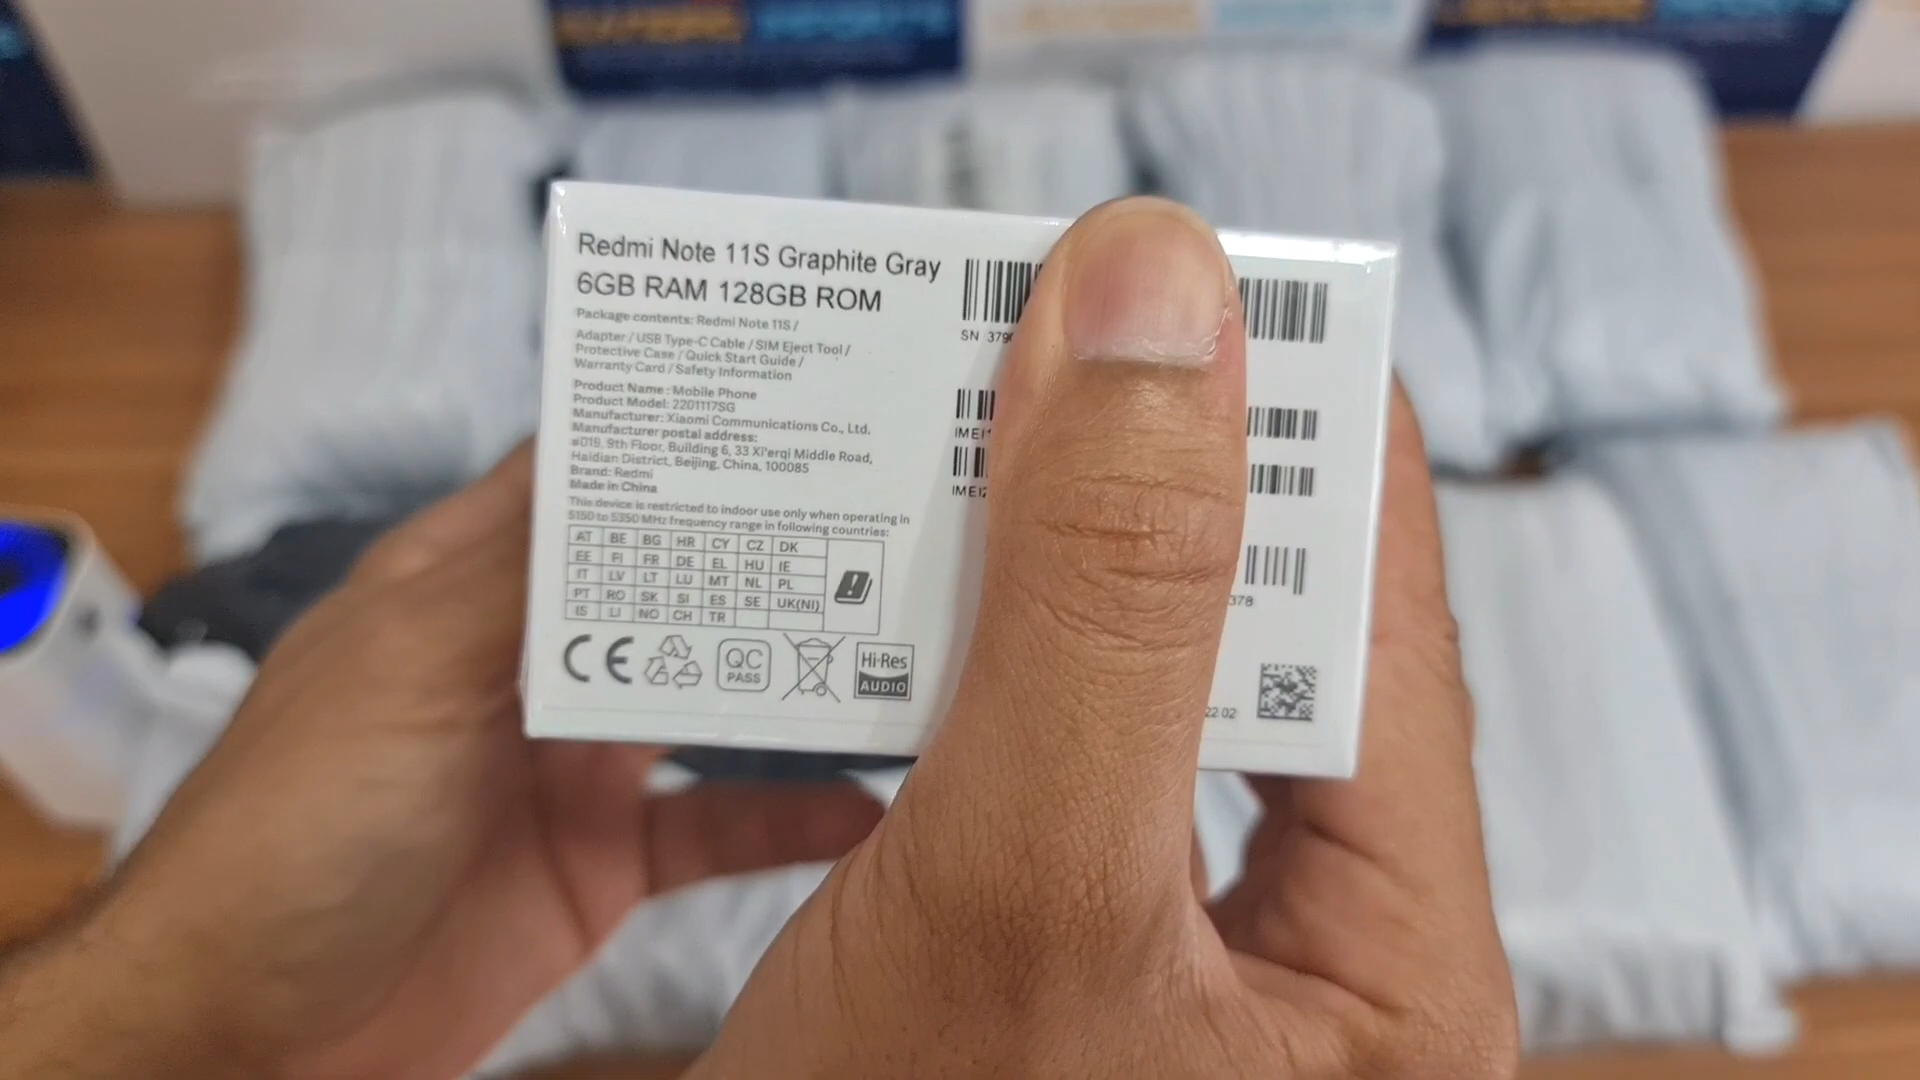 Redmi Note 11S Graphite Gray
6GB RAM 128GB ROM
Package contents: Redmi Note 11S /
Adapter / USB Type-C Cable / SIM Eject Tool /
Protective Case / Quick Start Guide /
Warranty Card / Safety Information
Product Name : Mobile Phone
Product Model: 2201117SG
Manufacturer: Xiaomi Communications Co., Ltd.
Manufacturer postal address:
#019, 9th Floor, Building 6, 33 Xi'erqi Middle Road,
Haidian District, Beijing, China, 100085
Brand: Redmi
Made in China
This device is restricted to indoor use only when operating in
5150 to 5350 MHz frequency range in following countries:
AT BE BG HR CY CZ DK
EE FI FR DE EL HU IE
IT LV LT LU MT NL PL
PT RO SK SI ES SE UK(NI)
IS LI NO CH TR
CE
QC
PASS
Hi-Res
AUDIO
SN
IMEI
IMEI2
378
22 02